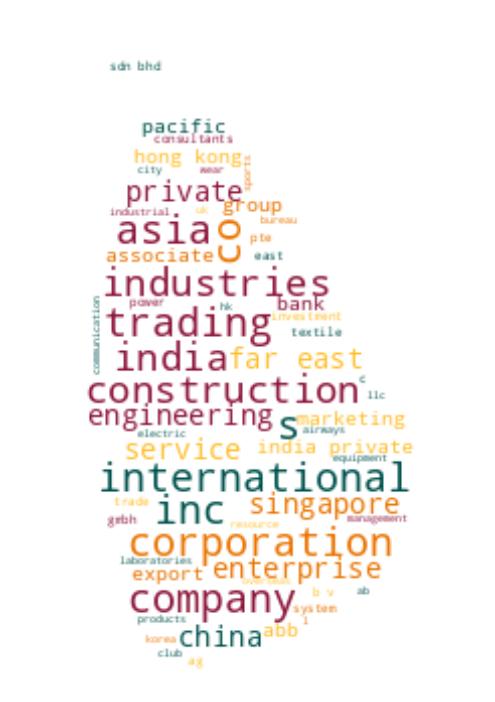 sdn bhd
pacific
consultants
hong kong
sports
city
wear
private
industrial
uk
group
bureau
asia
co
pte
associate
east
industries
communication
power
hk
bank
trading
investment
textile
india
far east
construction
c
llc
engineering
s
marketing
electric
airways
service
india private
equipment
international
trade
inc
singapore
gmbh
resource
management
corporation
laboratories
export
enterprise
overseas
company
b v
ab
system
products
l
korea
china
abb
club
ag